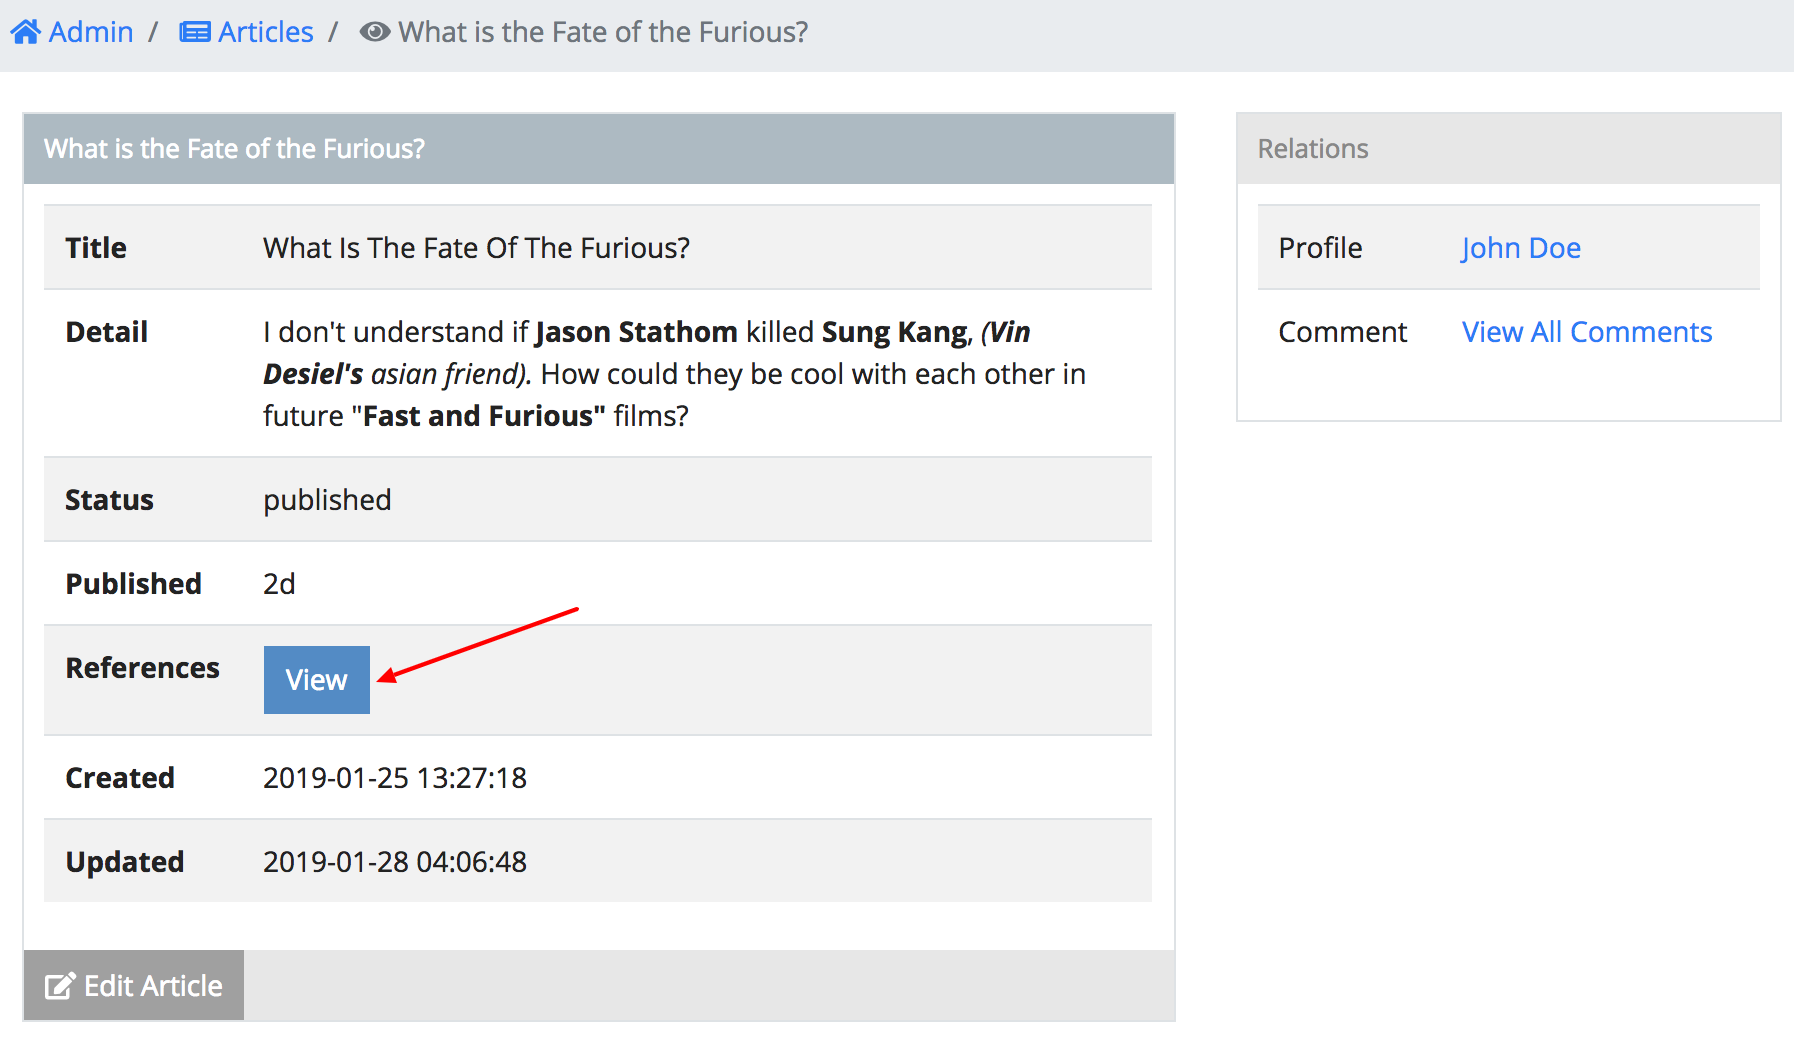 Admin / Articles / What is the Fate of the Furious?
What is the Fate of the Furious?
Title What Is The Fate Of The Furious?
Detail I don't understand if Jason Stathom killed Sung Kang, (Vin
Desiel's asian friend). How could they be cool with each other in
future "Fast and Furious" films?
Status published
Published 2d
References View
Created 2019-01-25 13:27:18
Updated 2019-01-28 04:06:48
Edit Article
Relations
Profile John Doe
Comment View All Comments